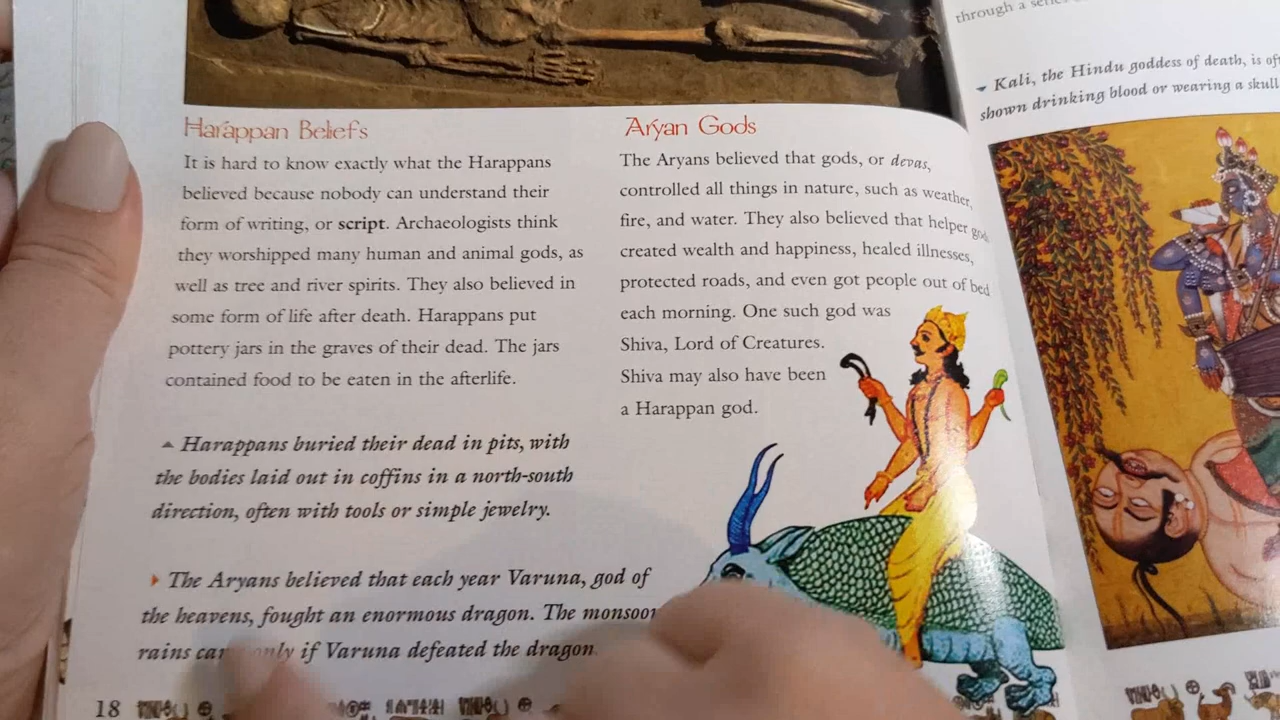 Harappan Beliefs
It is hard to know exactly what the Harappans
believed because nobody can understand their
form of writing, or script. Archaeologists think
they worshipped many human and animal gods, as
well as tree and river spirits. They also believed in
some form of life after death. Harappans put
pottery jars in the graves of their dead. The jars
contained food to be eaten in the afterlife.
Harappans buried their dead in pits, with
the bodies laid out in coffins in a north-south
direction, often with tools or simple jewelry.
The Aryans believed that each year Varuna, god of
the heavens, fought an enormous dragon. The monsoon
rains only if Varuna defeated the dragon
18
Aryan Gods
The Aryans believed that gods, or devas,
controlled all things in nature, such as weather,
fire, and water. They also believed that helper gods
created wealth and happiness, healed illnesses,
protected roads, and even got people out of bed
each morning. One such god was
Shiva, Lord of Creatures.
Shiva may also have been
a Harappan god.
through a
Kali, the Hindu goddess of death, is
shown drinking blood or wearing a skull